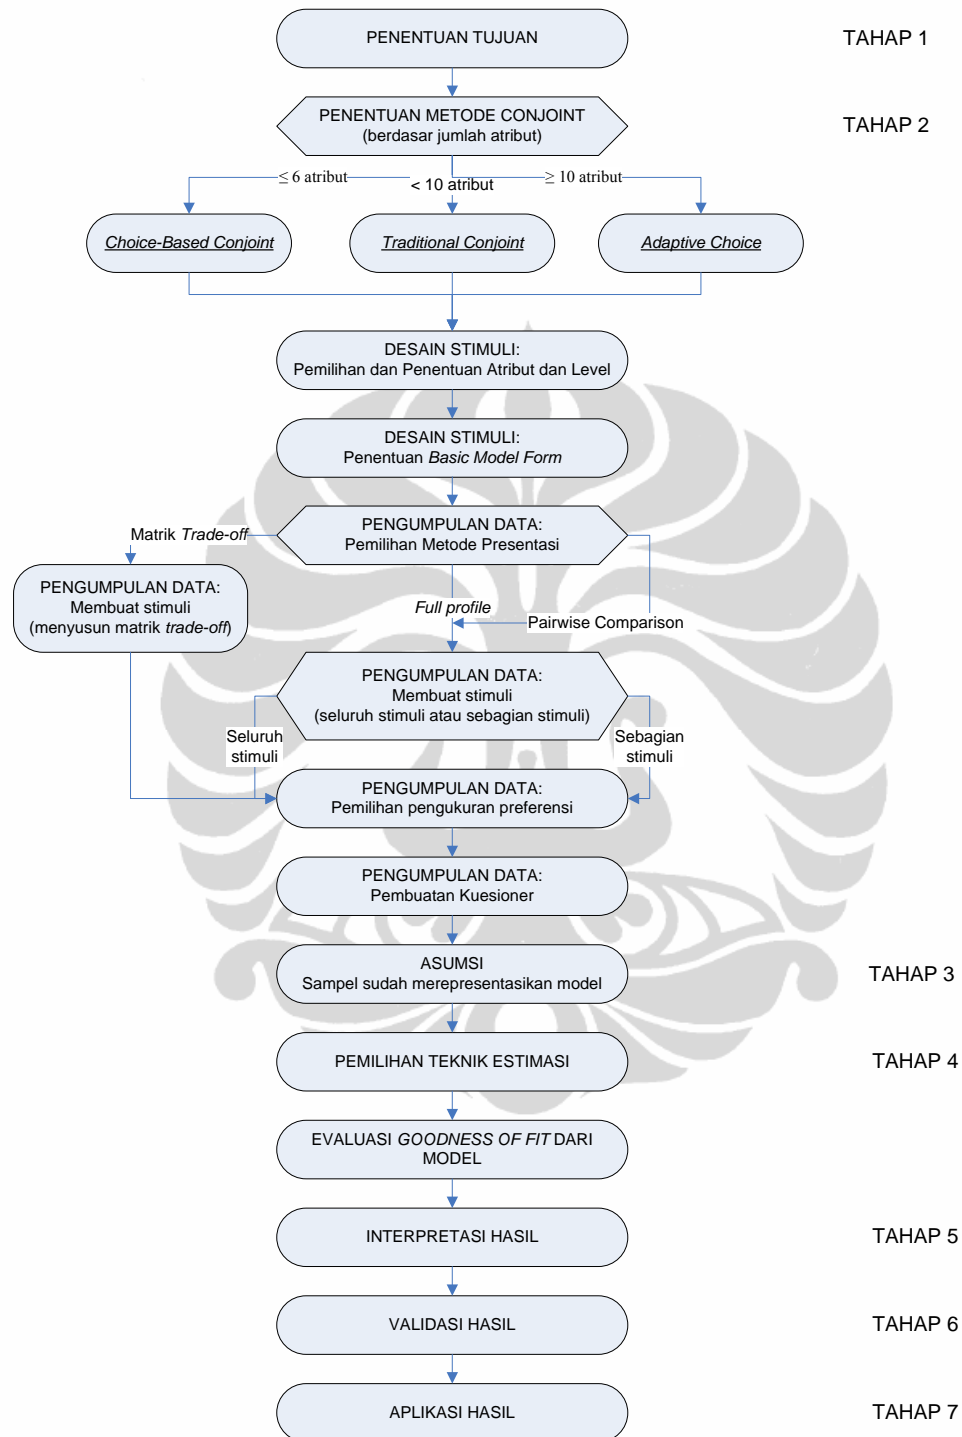 PENENTUAN TUJUAN
TAHAP 1
PENENTUAN METODE CONJOINT
(berdasar jumlah atribut)
TAHAP 2
≤ 6 atribut
< 10 atribut
≥ 10 atribut
Choice-Based Conjoint
Traditional Conjoint
Adaptive Choice
DESAIN STIMULI:
Pemilihan dan Penentuan Atribut dan Level
DESAIN STIMULI:
Penentuan Basic Model Form
PENGUMPULAN DATA:
Pemilihan Metode Presentasi
Matrik Trade-off
PENGUMPULAN DATA:
Membuat stimuli
(menyusun matrik trade-off)
Full profile
Pairwise Comparison
PENGUMPULAN DATA:
Membuat stimuli
(seluruh stimuli atau sebagian stimuli)
Seluruh
stimuli
Sebagian
stimuli
PENGUMPULAN DATA:
Pemilihan pengukuran preferensi
PENGUMPULAN DATA:
Pembuatan Kuesioner
ASUMSI
Sampel sudah merepresentasikan model
TAHAP 3
PEMILIHAN TEKNIK ESTIMASI
TAHAP 4
EVALUASI GOODNESS OF FIT DARI
MODEL
INTERPRETASI HASIL
TAHAP 5
VALIDASI HASIL
TAHAP 6
APLIKASI HASIL
TAHAP 7